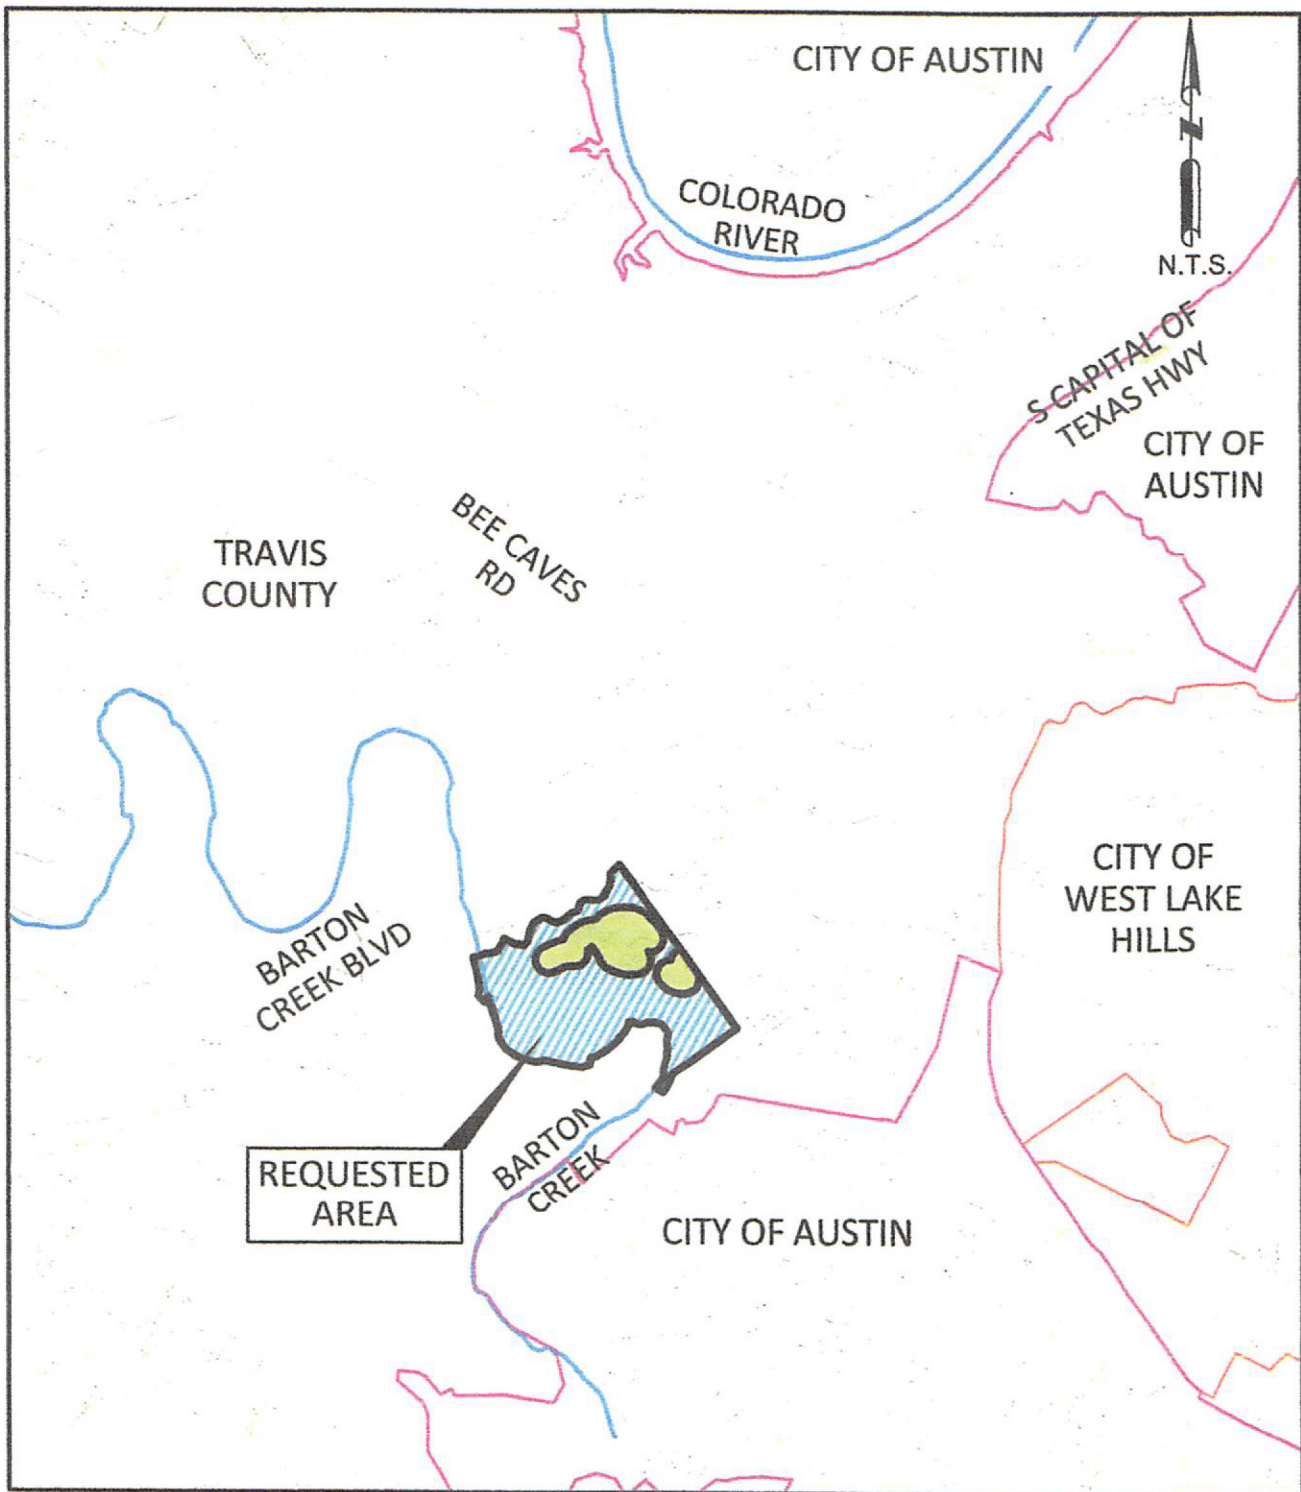 CITY OF AUSTIN
N.T.S.
COLORADO
RIVER
S CAPITAL OF
TEXAS HWY
CITY OF
AUSTIN
BEE CAVES
RD
TRAVIS
COUNTY
CITY OF
WEST LAKE
HILLS
BARTON
CREEK BLVD
BARTON
CREEK
REQUESTED
AREA
CITY OF AUSTIN